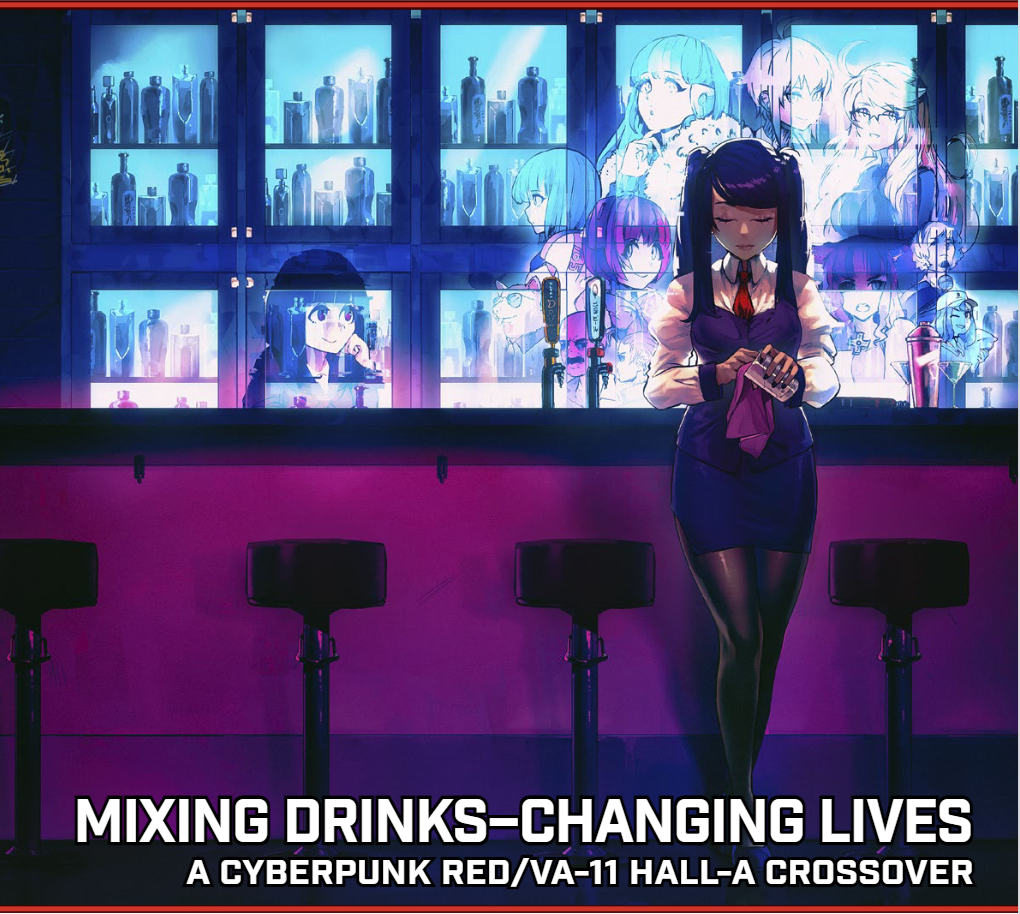 MIXING DRINKS–CHANGING LIVES
A CYBERPUNK RED/VA-11 HALL-A CROSSOVER